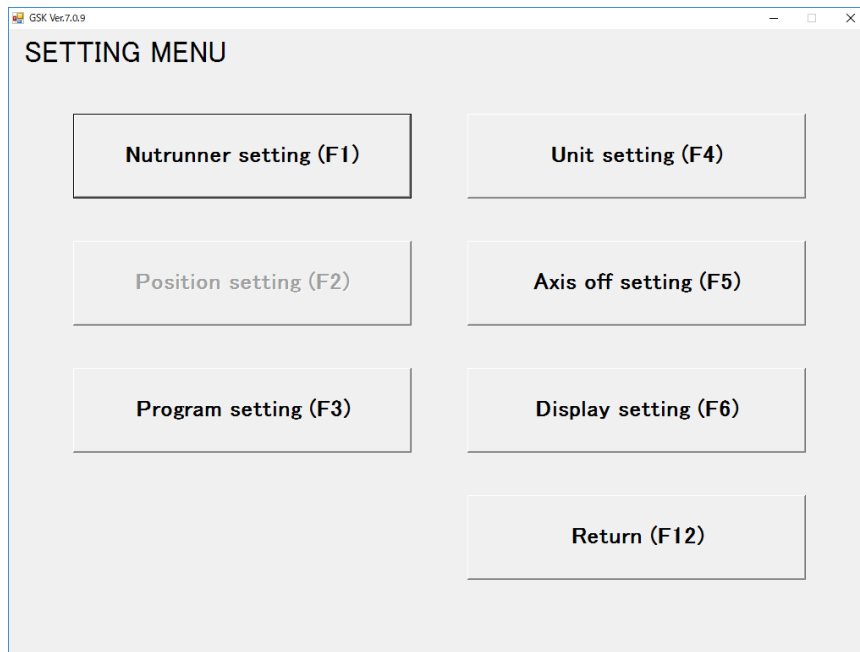 GSK Ver.7.0.9
SETTING MENU
Nutrunner setting (F1)
Unit setting (F4)
Position setting (F2)
Axis off setting (F5)
Program setting (F3)
Display setting (F6)
Return (F12)